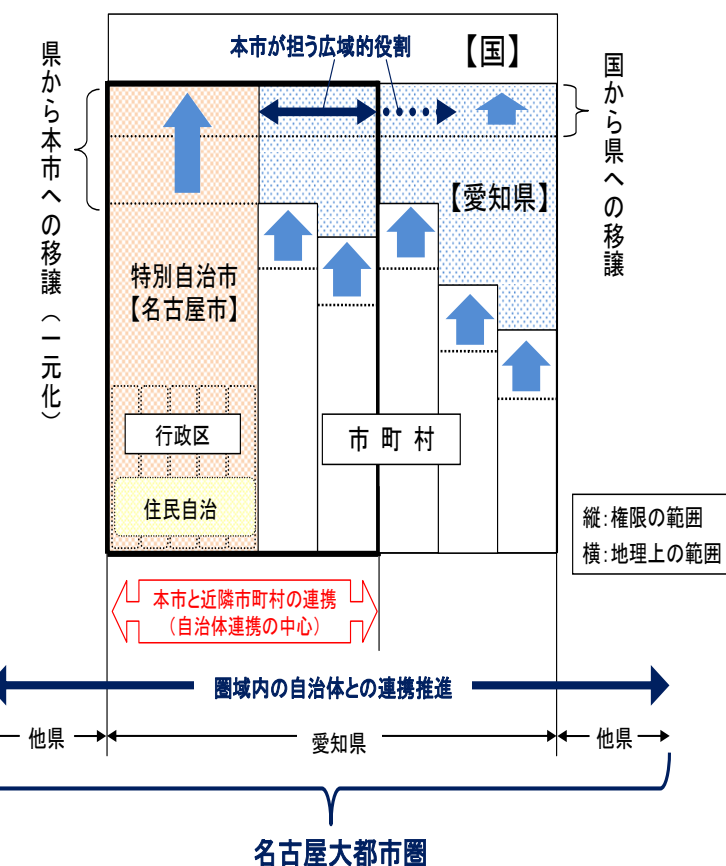 本市が担う広域的役割
【国】
県から本市への移譲（一元化）
国から県への移譲
【愛知県】
特別自治市
【名古屋市】
行政区
市町村
住民自治
縦：権限の範囲
横：地理上の範囲
本市と近隣市町村の連携
（自治体連携の中心）
圏域内の自治体との連携推進
他県
愛知県
他県
名古屋大都市圏